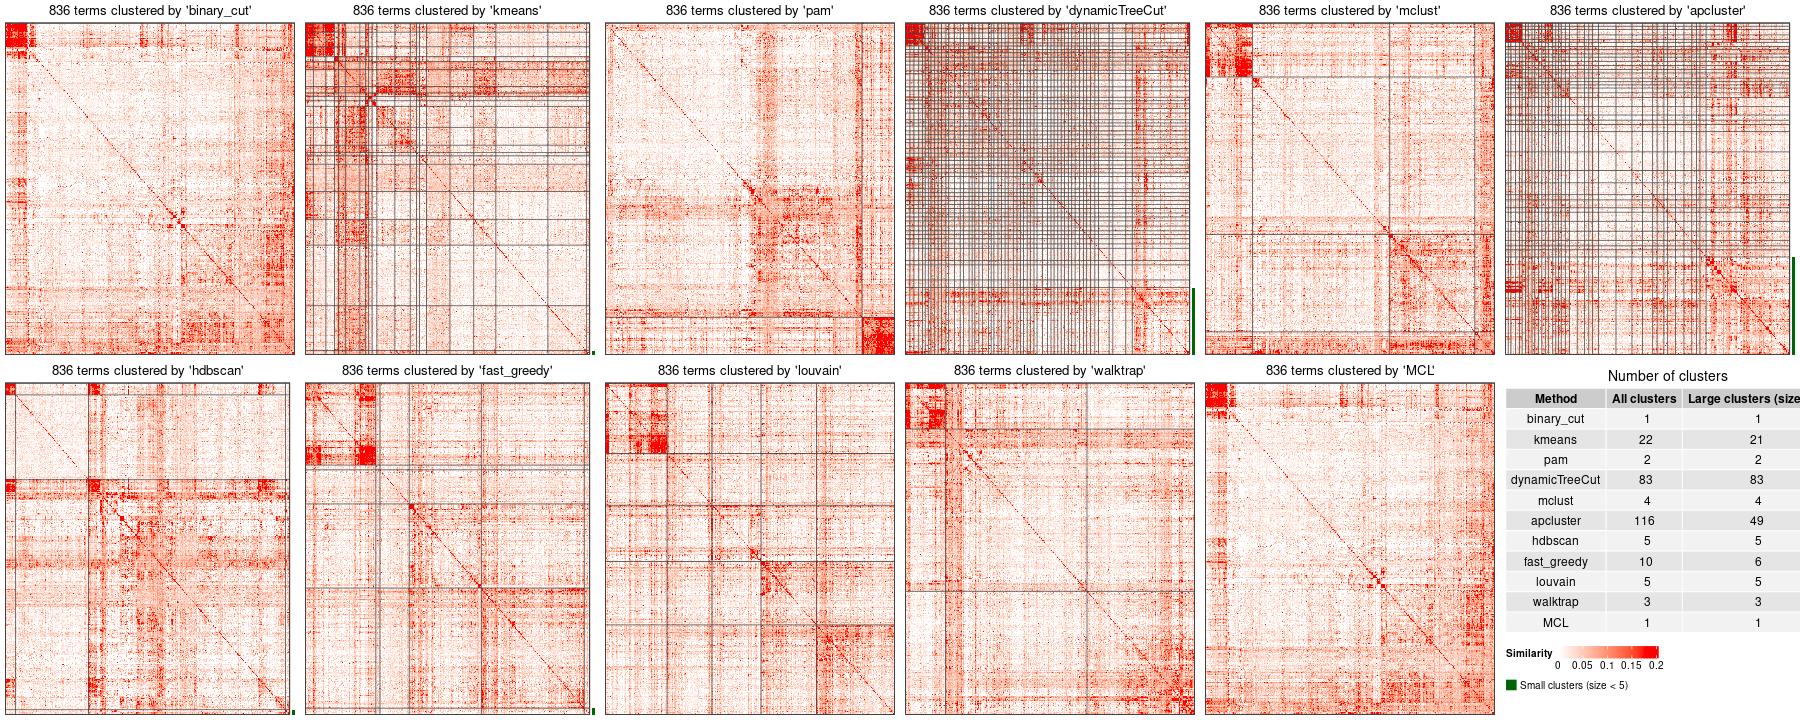 836 terms clustered by 'binary_cut'
836 terms clustered by 'kmeans'
836 terms clustered by 'pam'
836 terms clustered by 'dynamicTreeCut'
836 terms clustered by 'mclust'
836 terms clustered by 'apcluster'
836 terms clustered by 'hdbscan'
836 terms clustered by 'fast_greedy'
836 terms clustered by 'louvain'
836 terms clustered by 'walktrap'
836 terms clustered by 'MCL'
Number of clusters
Method All clusters Large clusters (size
binary_cut 1 1
kmeans 22 21
pam 2 2
dynamicTreeCut 83 83
mclust 4 4
apcluster 116 49
hdbscan 5 5
fast_greedy 10 6
louvain 5 5
walktrap 3 3
MCL 1 1
Similarity
0 0.05 0.1 0.15 0.2
Small clusters (size < 5)